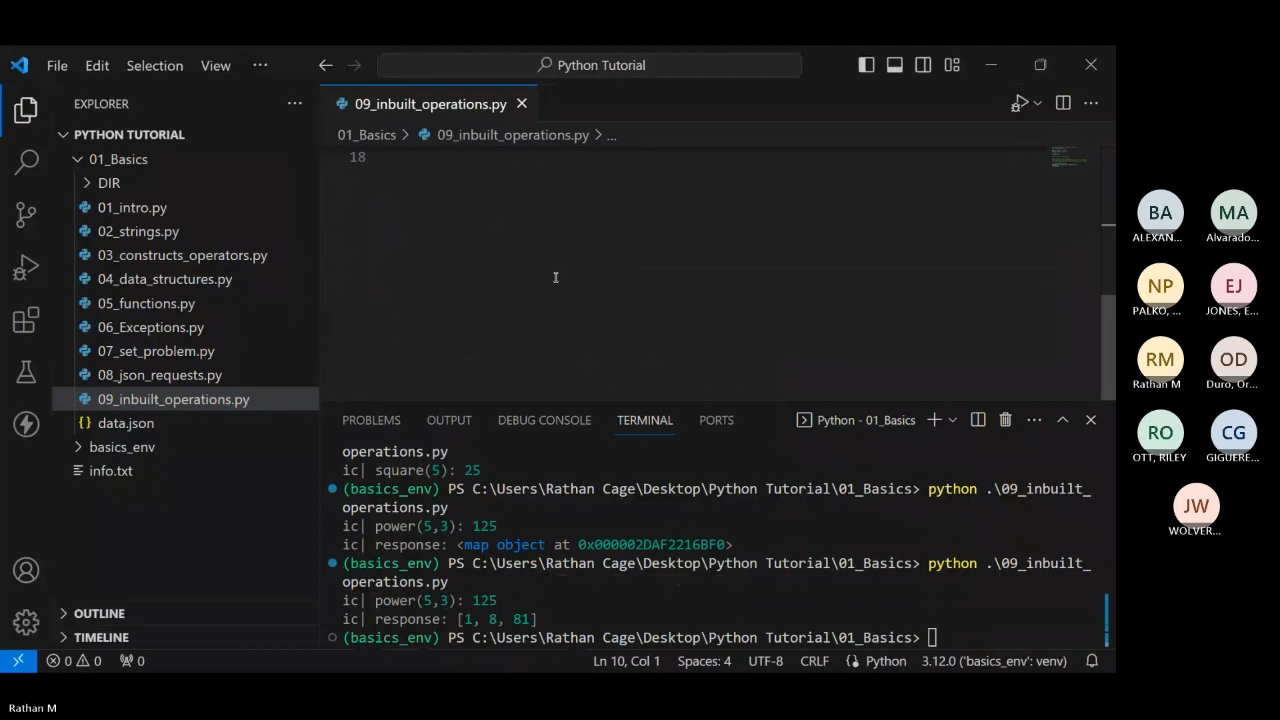 File Edit Selection View ··· Python Tutorial
EXPLORER ···
09_inbuilt_operations.py
PYTHON TUTORIAL
01_Basics > 09_inbuilt_operations.py > ...
01_Basics
18
DIR
01_intro.py
02_strings.py
03_constructs_operators.py
04_data_structures.py
05_functions.py
06_Exceptions.py
07_set_problem.py
08_json_requests.py
09_inbuilt_operations.py
{} data.json
basics_env
info.txt
OUTLINE
TIMELINE
PROBLEMS OUTPUT DEBUG CONSOLE TERMINAL PORTS Python - 01_Basics
operations.py
ic| square(5): 25
(basics_env) PS C:\Users\Rathan Cage\Desktop\Python Tutorial\01_Basics> python .\09_inbuilt_
operations.py
ic| power(5,3): 125
ic| response: <map object at 0x000002DAF2216BF0>
(basics_env) PS C:\Users\Rathan Cage\Desktop\Python Tutorial\01_Basics> python .\09_inbuilt_
operations.py
ic| power(5,3): 125
ic| response: [1, 8, 81]
(basics_env) PS C:\Users\Rathan Cage\Desktop\Python Tutorial\01_Basics>
0 0 0 Ln 10, Col 1 Spaces: 4 UTF-8 CRLF Python 3.12.0 ('basics_env': venv)
BA MA
ALEXAN... Alvarado...
NP EJ
PALKO, ... JONES, E...
RM OD
Rathan M Duro, Or...
RO CG
OTT, RILEY GIGUERE...
JW
WOLVER...
Rathan M